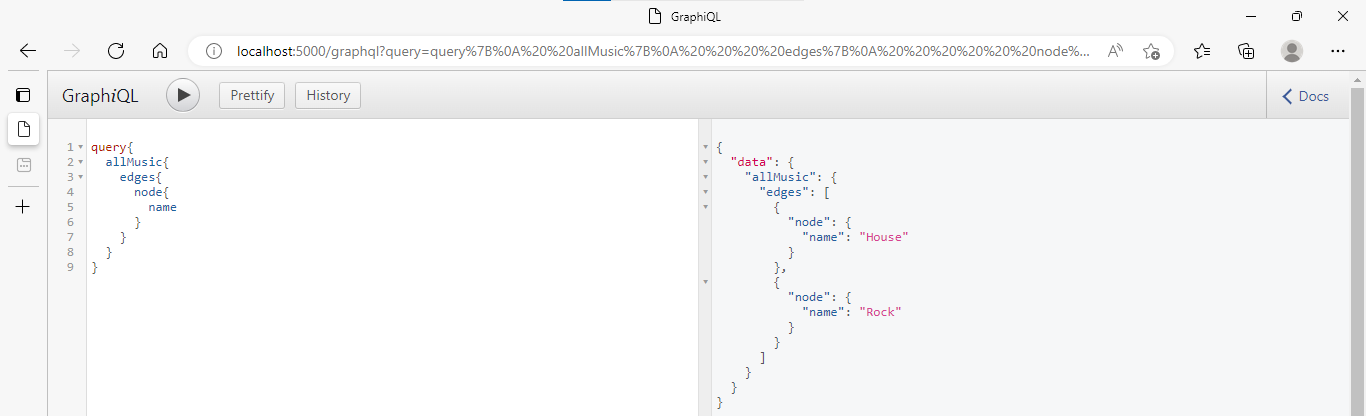 GraphiQL
localhost:5000/graphql?query=query%7B%0A%20%20allMusic%7B%0A%20%20%20%20edges%7B%0A%20%20%20%20%20%20node%...
GraphiQL
Prettify
History
Docs
1 query{
2 allMusic{
3 edges{
4 node{
5 name
6 }
7 }
8 }
9 }
{
"data": {
"allMusic": {
"edges": [
{
"node": {
"name": "House"
}
},
{
"node": {
"name": "Rock"
}
}
]
}
}
}